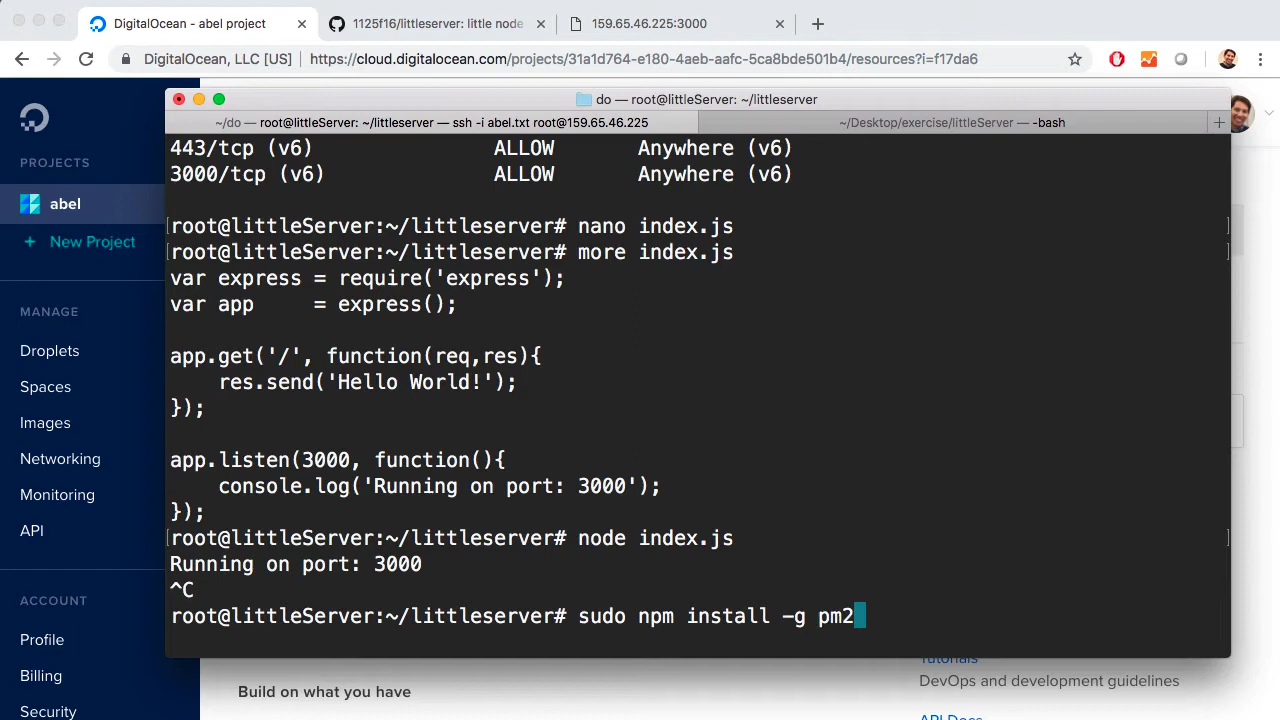 DigitalOcean - abel project
1125f16/littleserver: little node
159.65.46.225:3000
DigitalOcean, LLC [US]
https://cloud.digitalocean.com/projects/31a1d764-e180-4aeb-aafc-5ca8bde501b4/resources?i=f17da6
do — root@littleServer: ~/littleserver
~/do — root@littleServer: ~/littleserver — ssh -i abel.txt root@159.65.46.225
~/Desktop/exercise/littleServer — -bash
PROJECTS
abel
+ New Project
MANAGE
Droplets
Spaces
Images
Networking
Monitoring
API
ACCOUNT
Profile
Billing
Security
443/tcp (v6) ALLOW Anywhere (v6)
3000/tcp (v6) ALLOW Anywhere (v6)
[root@littleServer:~/littleserver# nano index.js ]
[root@littleServer:~/littleserver# more index.js ]
var express = require('express');
var app     = express();
app.get('/', function(req,res){
    res.send('Hello World!');
});
app.listen(3000, function(){
    console.log('Running on port: 3000');
});
[root@littleServer:~/littleserver# node index.js ]
Running on port: 3000
^C
root@littleServer:~/littleserver# sudo npm install -g pm2
Build on what you have
Tutorials
DevOps and development guidelines
API Docs